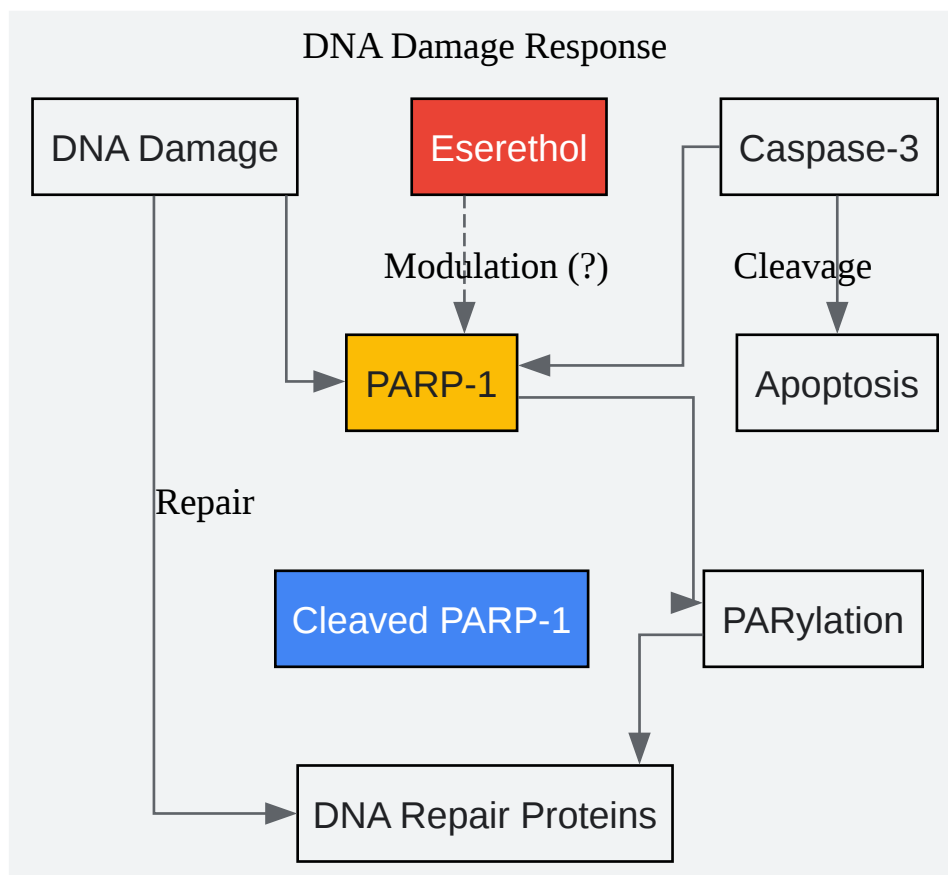 DNA Damage Response
DNA Damage
Eserethol
Caspase-3
Modulation (?)
Cleavage
PARP-1
Apoptosis
Repair
Cleaved PARP-1
PARylation
DNA Repair Proteins